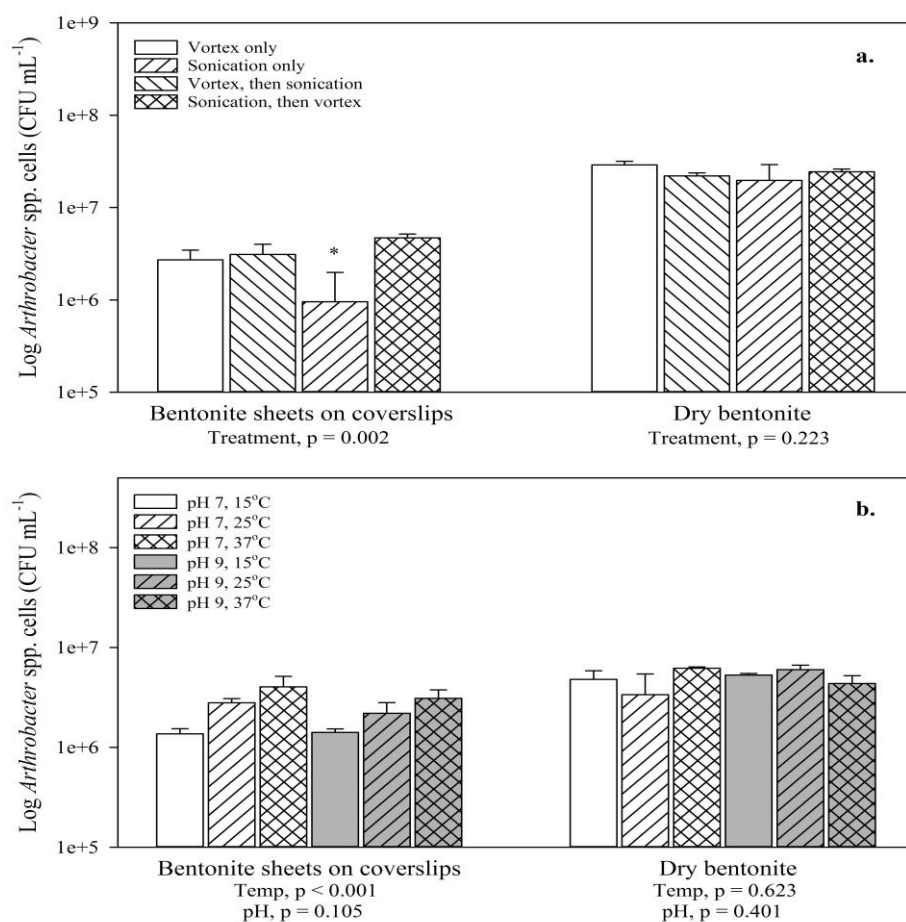 1e+9
1e+8
1e+7
1e+6
1e+5
Log Arthrobacter spp. cells (CFU mL⁻¹)
Vortex only
Sonication only
Vortex, then sonication
Sonication, then vortex
a.
*
Bentonite sheets on coverslips
Treatment, p = 0.002
Dry bentonite
Treatment, p = 0.223
1e+8
1e+7
1e+6
1e+5
Log Arthrobacter spp. cells (CFU mL⁻¹)
pH 7, 15°C
pH 7, 25°C
pH 7, 37°C
pH 9, 15°C
pH 9, 25°C
pH 9, 37°C
b.
Bentonite sheets on coverslips
Temp, p < 0.001
pH, p = 0.105
Dry bentonite
Temp, p = 0.623
pH, p = 0.401